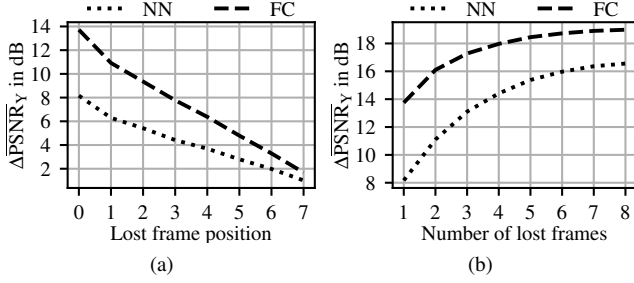 NN FC
14
12
10
8
6
4
2
ΔPSNR_Y in dB
0 1 2 3 4 5 6 7
Lost frame position
(a)
NN FC
18
16
14
12
10
8
ΔPSNR_Y in dB
1 2 3 4 5 6 7 8
Number of lost frames
(b)